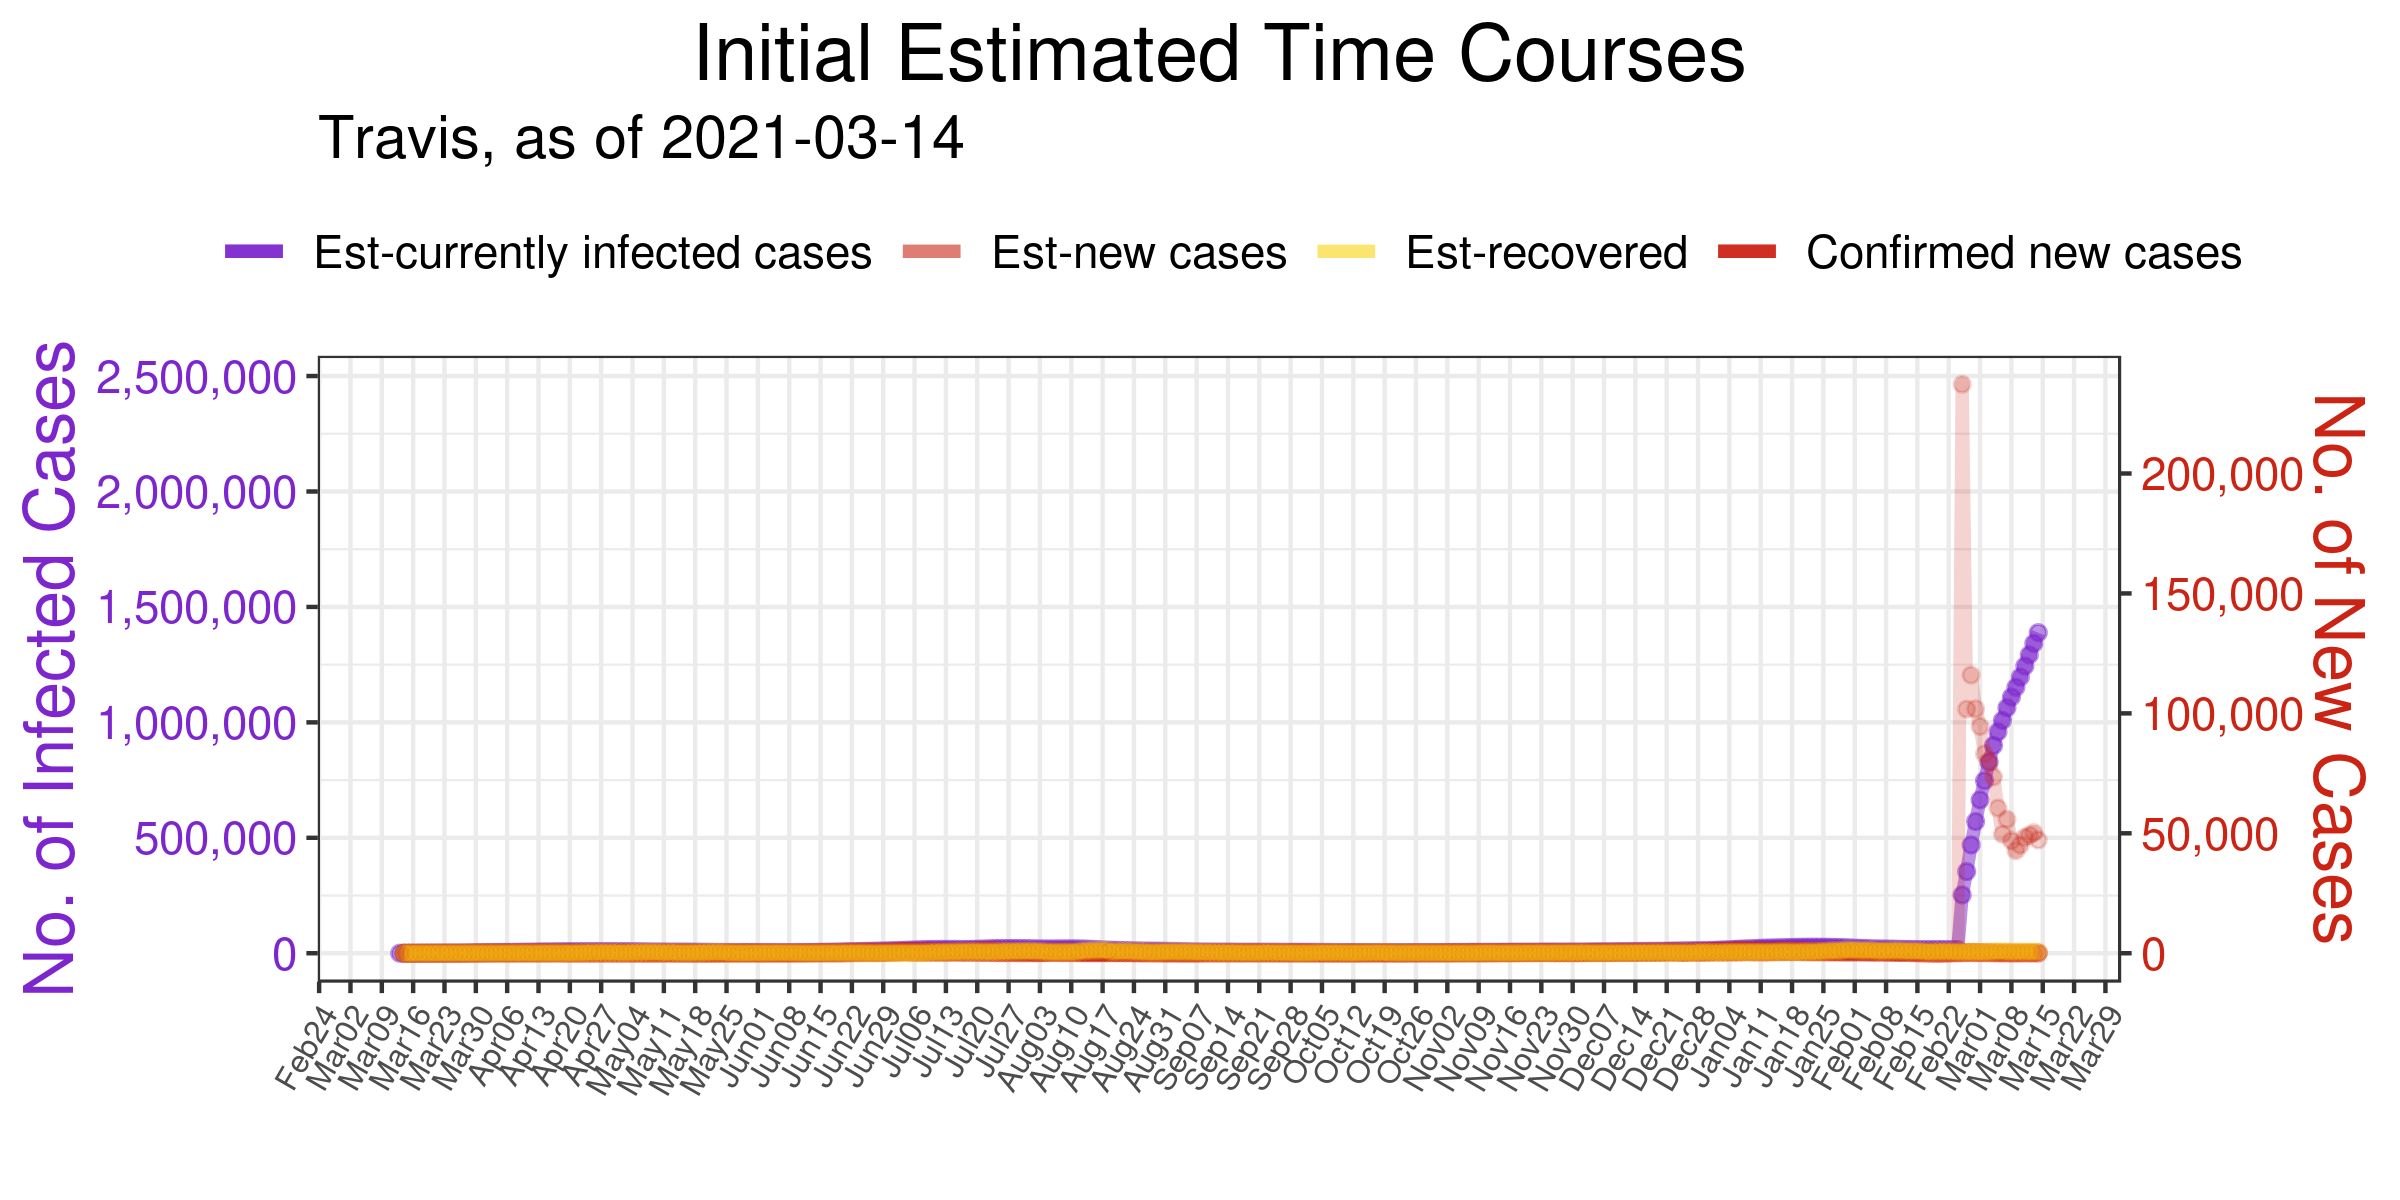 Initial Estimated Time Courses
Travis, as of 2021-03-14
Est-currently infected cases
Est-new cases
Est-recovered
Confirmed new cases
No. of Infected Cases
2,500,000
2,000,000
1,500,000
1,000,000
500,000
0
200,000
150,000
100,000
50,000
0
No. of New Cases
Feb24
Mar02
Mar09
Mar16
Mar23
Mar30
Apr06
Apr13
Apr20
Apr27
May04
May11
May18
May25
Jun01
Jun08
Jun15
Jun22
Jun29
Jul06
Jul13
Jul20
Jul27
Aug03
Aug10
Aug17
Aug24
Aug31
Sep07
Sep14
Sep21
Sep28
Oct05
Oct12
Oct19
Oct26
Nov02
Nov09
Nov16
Nov23
Nov30
Dec07
Dec14
Dec21
Dec28
Jan04
Jan11
Jan18
Jan25
Feb01
Feb08
Feb15
Feb22
Mar01
Mar08
Mar15
Mar22
Mar29